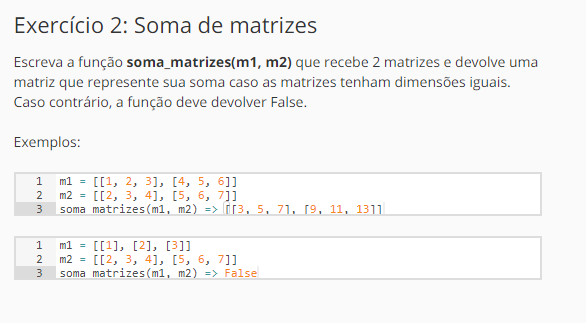 Exercício 2: Soma de matrizes
Escreva a função soma_matrizes(m1, m2) que recebe 2 matrizes e devolve uma
matriz que represente sua soma caso as matrizes tenham dimensões iguais.
Caso contrário, a função deve devolver False.
Exemplos:
1 m1 = [[1, 2, 3], [4, 5, 6]]
2 m2 = [[2, 3, 4], [5, 6, 7]]
3 soma_matrizes(m1, m2) => [[3, 5, 7], [9, 11, 13]]
1 m1 = [[1], [2], [3]]
2 m2 = [[2, 3, 4], [5, 6, 7]]
3 soma_matrizes(m1, m2) => False